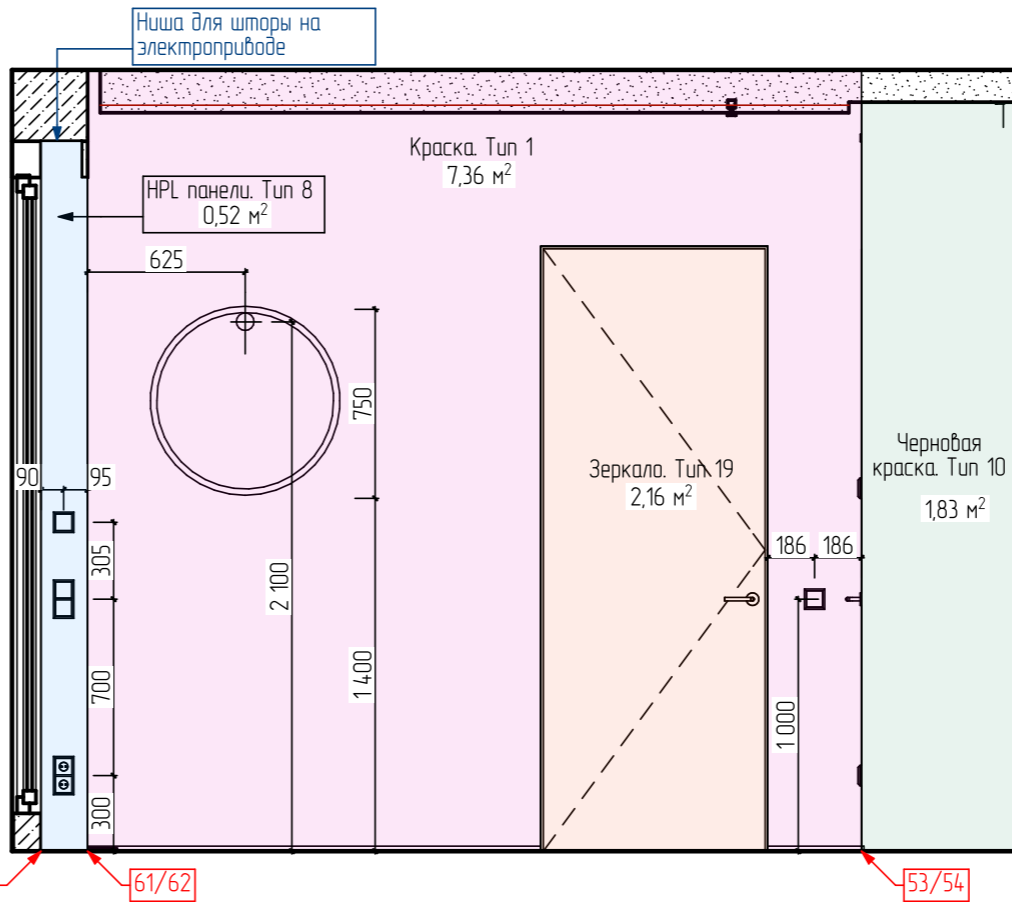 Ниша для шторы на
электроприводе
Краска. Тип 1
7,36 м²
HPL панели. Тип 8
0,52 м²
625
750
90
95
Зеркало. Тип 19
2,16 м²
Черновая
краска. Тип 10
1,83 м²
305
2 100
186
186
700
1 400
1 000
300
61/62
53/54